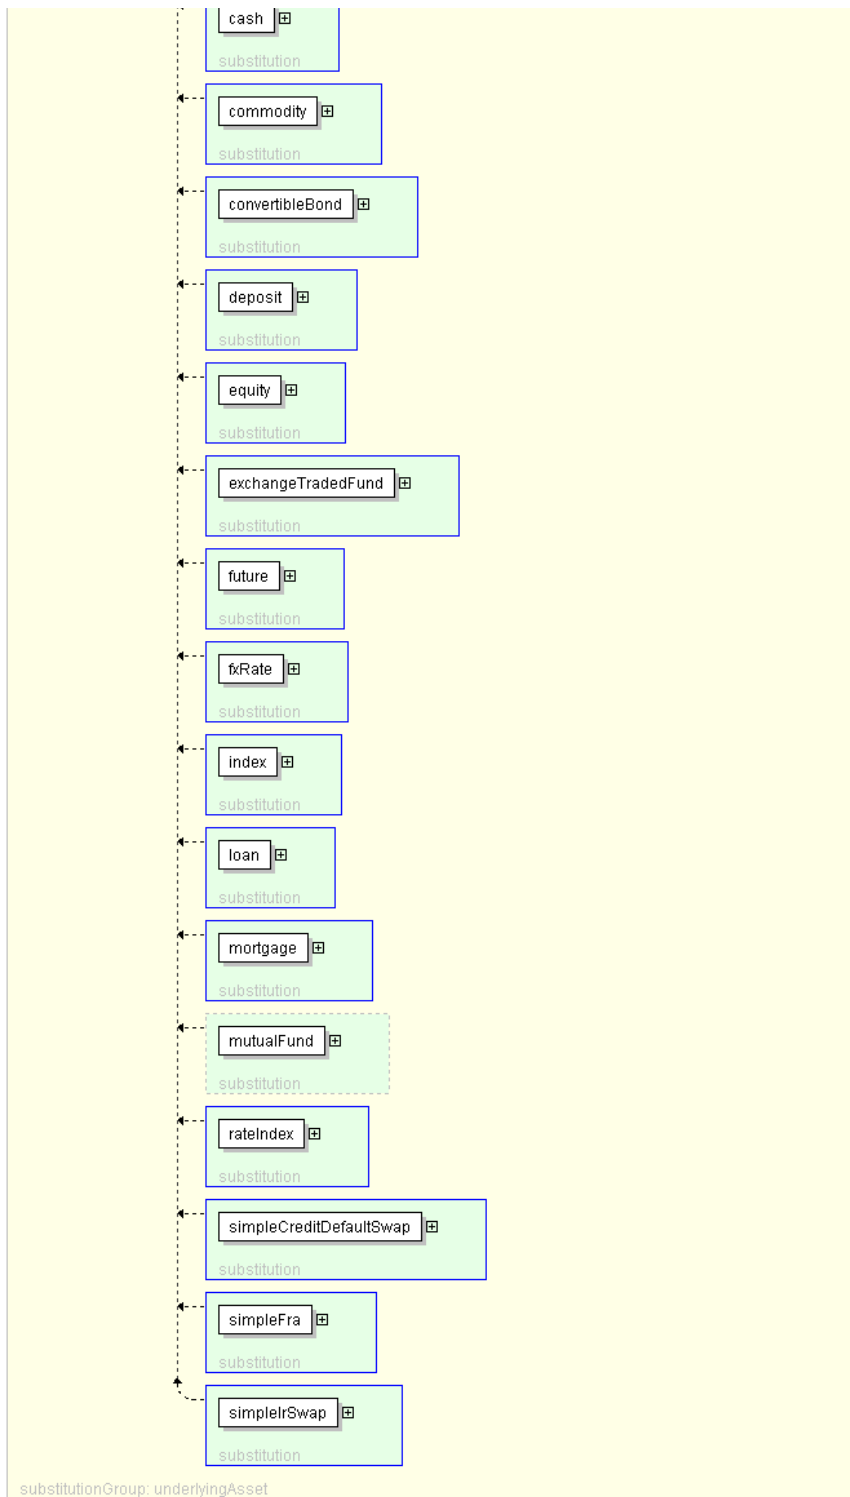 cash
substitution
commodity
substitution
convertibleBond
substitution
deposit
substitution
equity
substitution
exchangeTradedFund
substitution
future
substitution
fxRate
substitution
index
substitution
loan
substitution
mortgage
substitution
mutualFund
substitution
rateIndex
substitution
simpleCreditDefaultSwap
substitution
simpleFra
substitution
simpleIrSwap
substitution
substitutionGroup: underlyingAsset